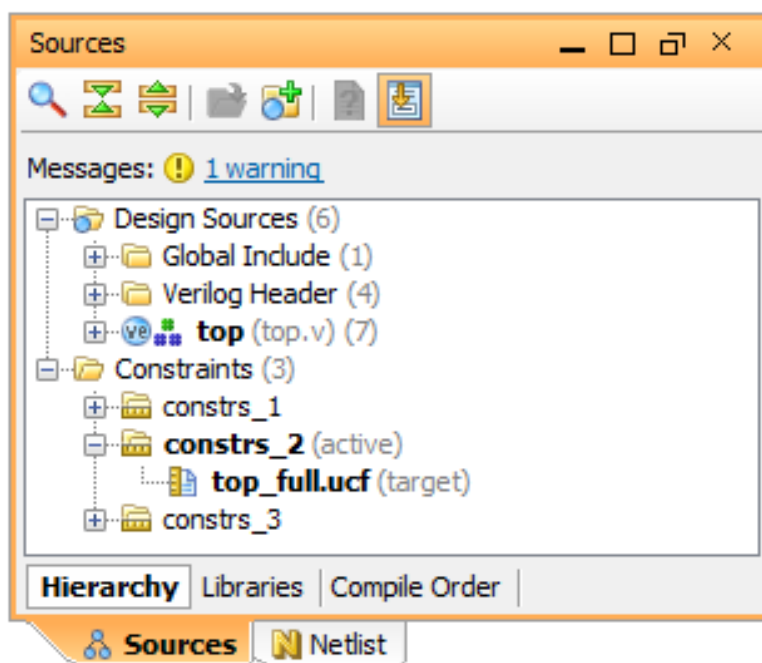 Sources
Messages: 1 warning
Design Sources (6)
Global Include (1)
Verilog Header (4)
ve top (top.v) (7)
Constraints (3)
constrs_1
constrs_2 (active)
top_full.ucf (target)
constrs_3
Hierarchy Libraries Compile Order
Sources Netlist